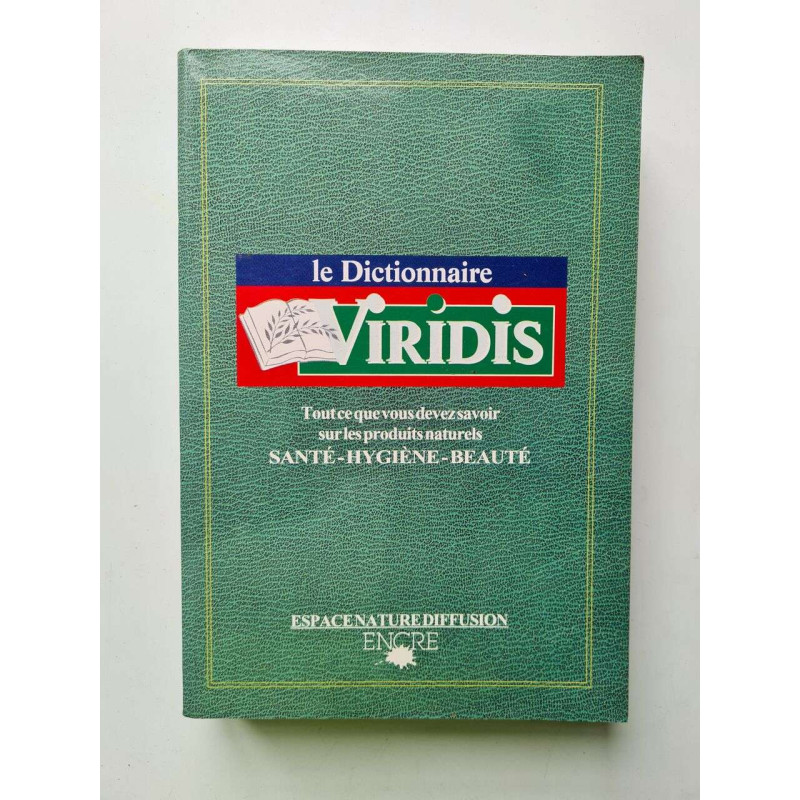 le Dictionnaire
VIRIDIS
Tout ce que vous devez savoir
sur les produits naturels
SANTÉ-HYGIÈNE-BEAUTÉ
ESPACE NATURE DIFFUSION
ENCRE